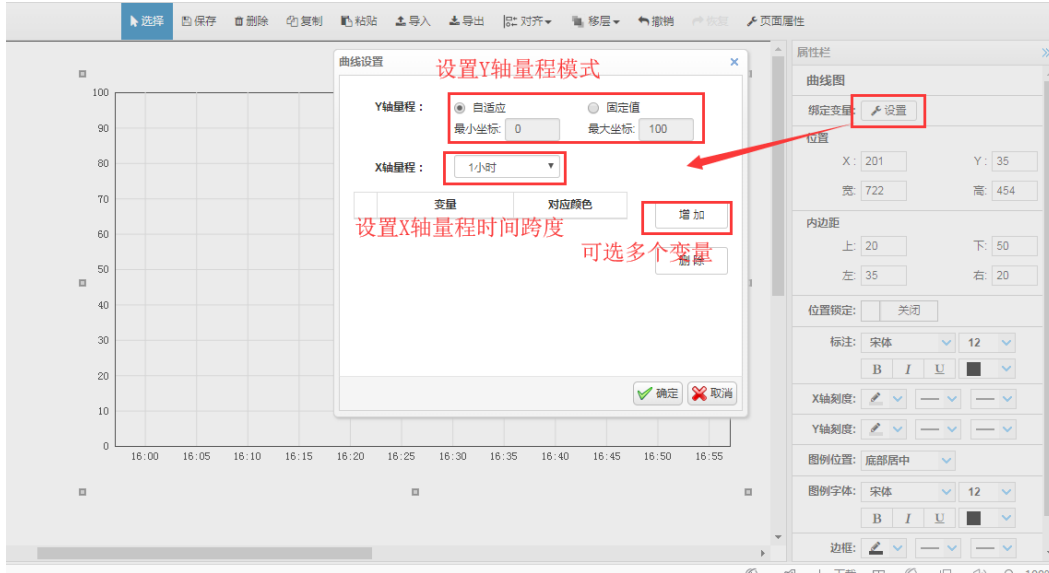 选择 保存 删除 复制 粘贴 导入 导出 对齐 移层 撤销 恢复 页面属性
曲线设置
设置Y轴量程模式
Y轴量程： 自适应 固定值
最小坐标: 0 最大坐标: 100
X轴量程： 1小时
变量 对应颜色
增加
设置X轴量程时间跨度
可选多个变量
删除
确定 取消
100
90
80
70
60
50
40
30
20
10
0
16:00 16:05 16:10 16:15 16:20 16:25 16:30 16:35 16:40 16:45 16:50 16:55
属性栏
曲线图
绑定变量: 设置
位置
X: 201 Y: 35
宽: 722 高: 454
内边距
上: 20 下: 50
左: 35 右: 20
位置锁定: 关闭
标注: 宋体 12
B I U
X轴刻度:
Y轴刻度:
图例位置: 底部居中
图例字体: 宋体 12
B I U
边框: